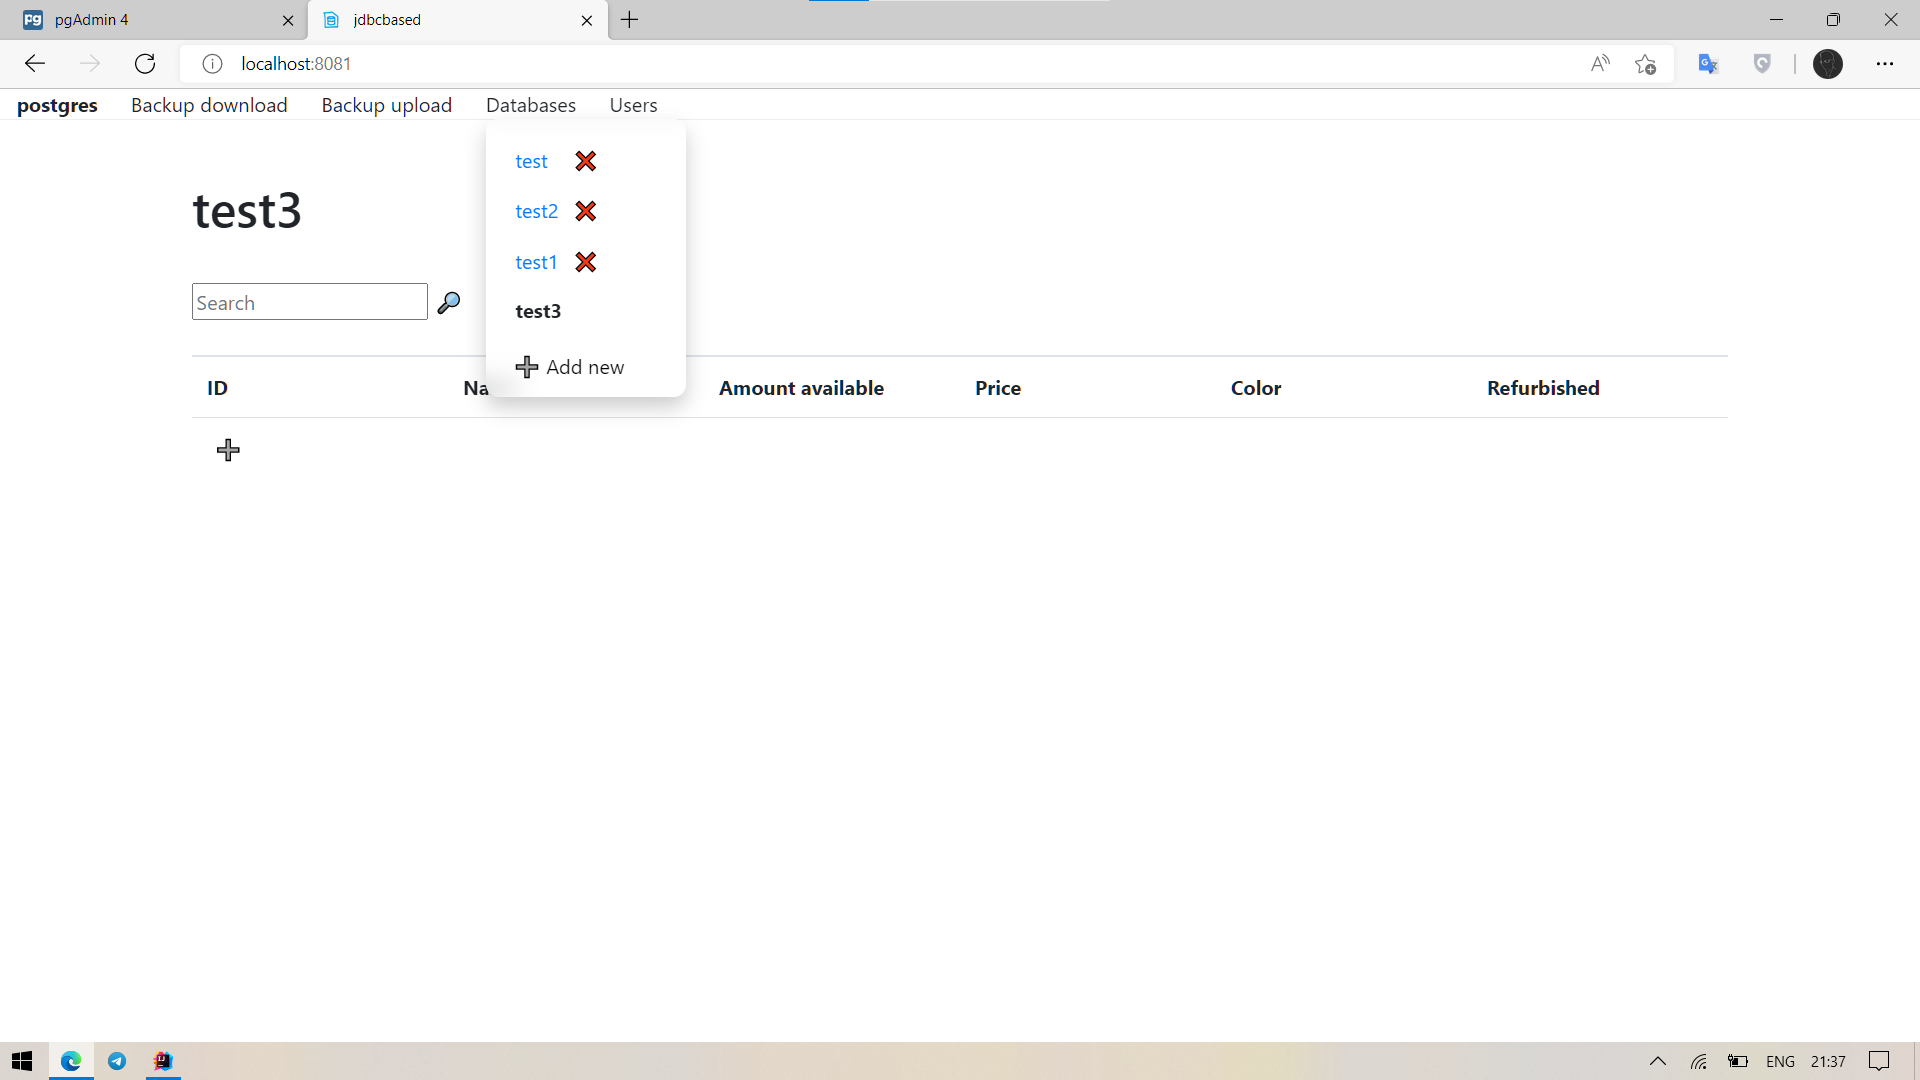 pgAdmin 4
jdbcbased
localhost:8081
postgres Backup download Backup upload Databases Users
test
test2
test1
test3
Add new
test3
Search
ID Na Amount available Price Color Refurbished
ENG 21:37